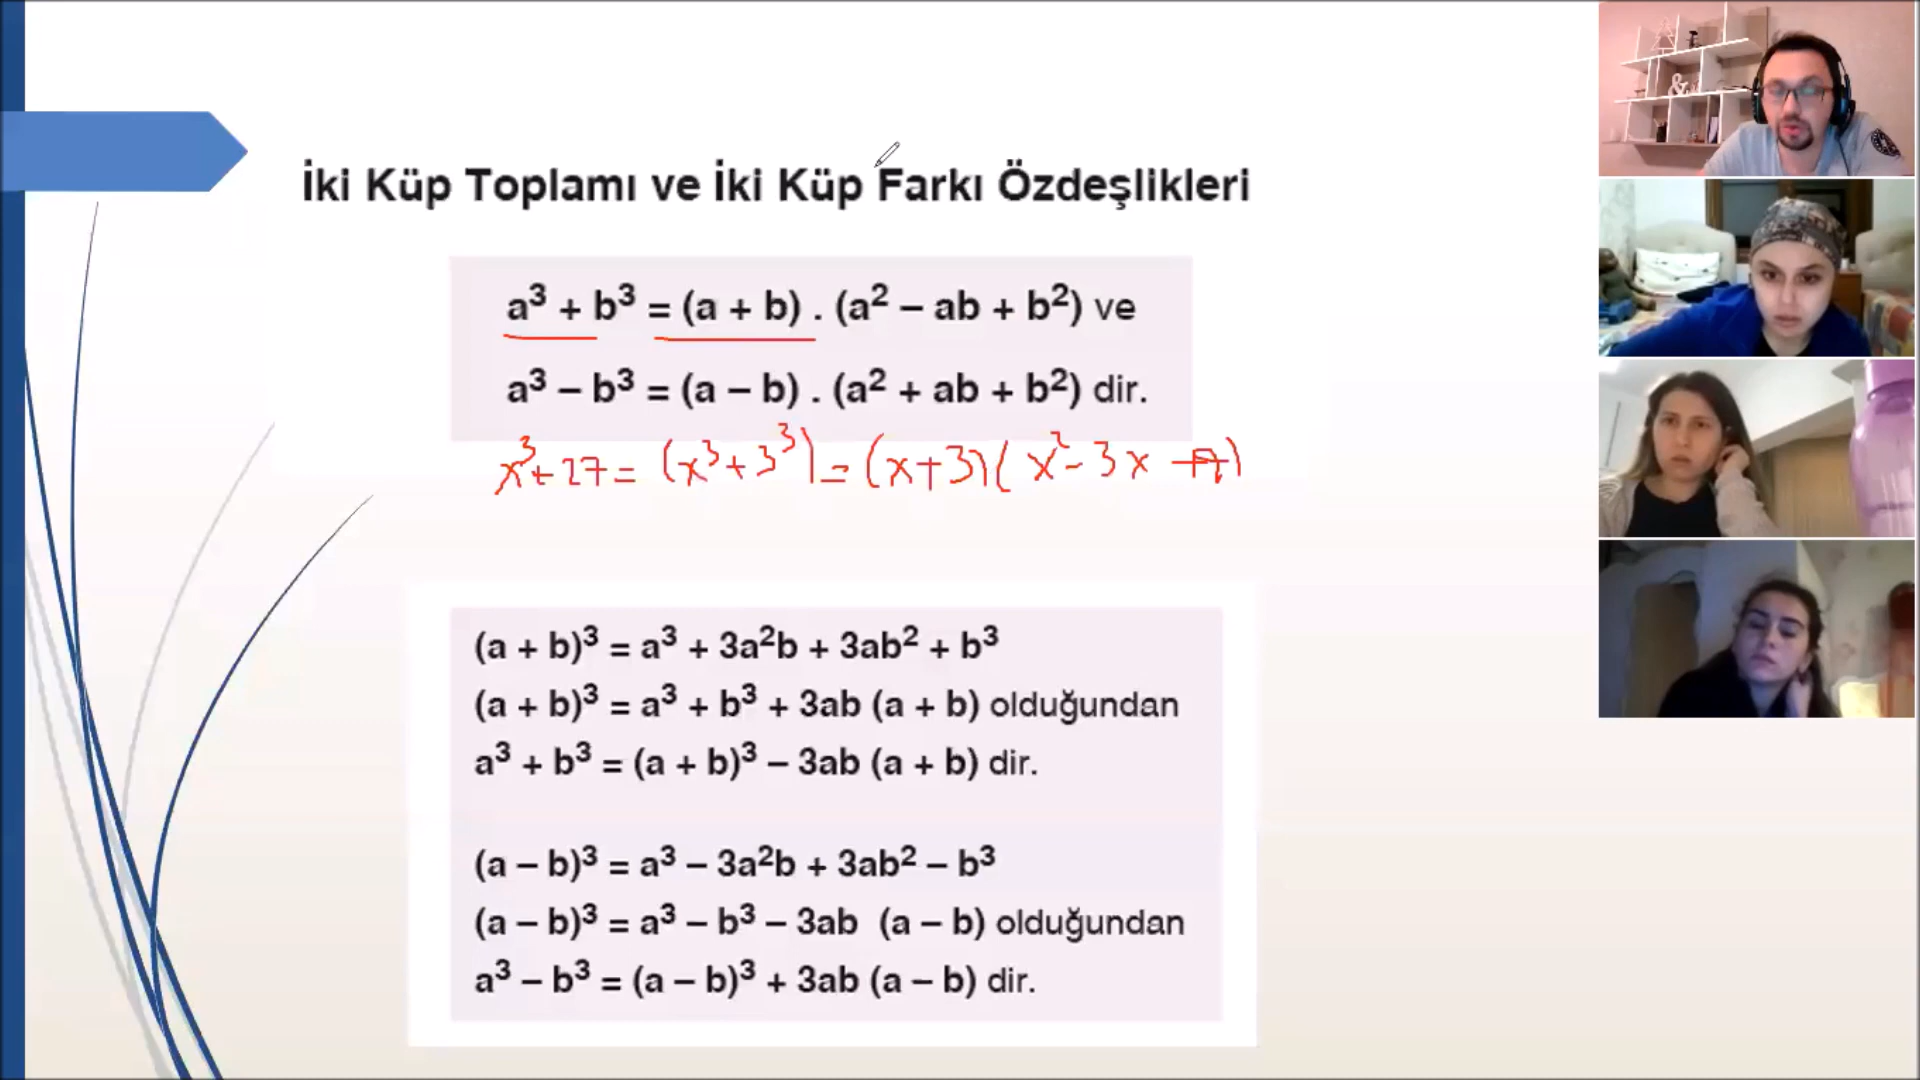 İki Küp Toplamı ve İki Küp Farkı Özdeşlikleri
a³ + b³ = (a + b) . (a² – ab + b²) ve
a³ – b³ = (a – b) . (a² + ab + b²) dir.
x³+27 = (x³+3³) = (x+3)(x²-3x
(a + b)³ = a³ + 3a²b + 3ab² + b³
(a + b)³ = a³ + b³ + 3ab (a + b) olduğundan
a³ + b³ = (a + b)³ – 3ab (a + b) dir.
(a – b)³ = a³ – 3a²b + 3ab² – b³
(a – b)³ = a³ – b³ – 3ab (a – b) olduğundan
a³ – b³ = (a – b)³ + 3ab (a – b) dir.
&